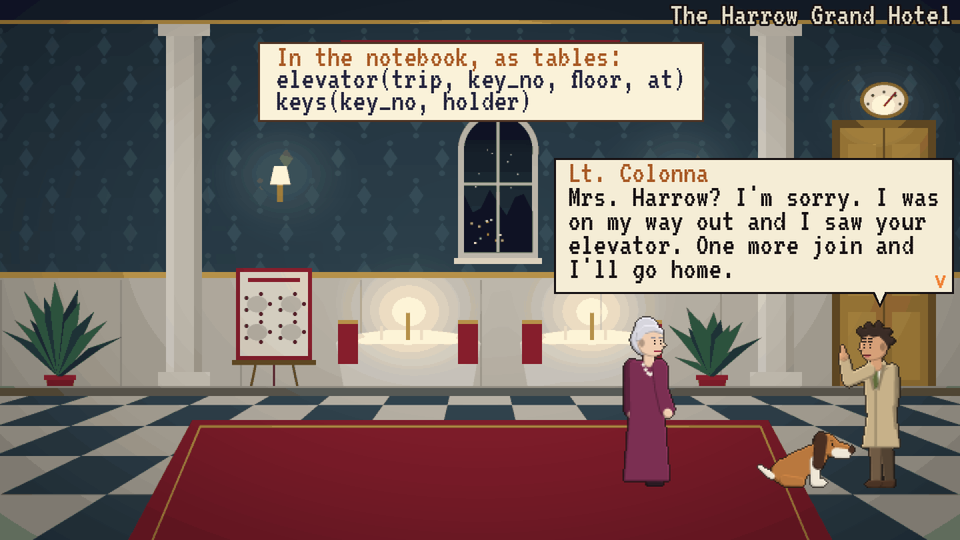 The Harrow Grand Hotel
In the notebook, as tables:
elevator(trip, key_no, floor, at)
keys(key_no, holder)
Lt. Colonna
Mrs. Harrow? I'm sorry. I was
on my way out and I saw your
elevator. One more join and
I'll go home.
v